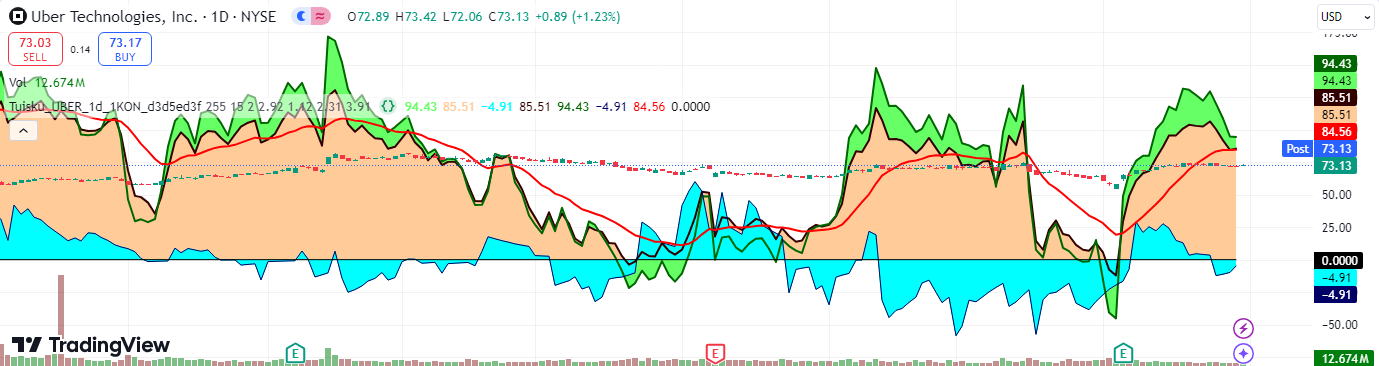 Uber Technologies, Inc. · 1D · NYSE O72.89 H73.42 L72.06 C73.13 +0.89 (+1.23%)
USD
73.03
SELL
0.14
73.17
BUY
Vol 12.674M
Tuisku_UBER_1d_1KON_d3d5ed3f 255 15 2 2.92 1.42 2.31 3.91 {} 94.43 85.51 −4.91 85.51 94.43 −4.91 84.56 0.0000
175.00
94.43
94.43
85.51
85.51
84.56
Post 73.13
73.13
50.00
25.00
0.0000
−4.91
−4.91
−50.00
12.674M
TradingView
E
E
E